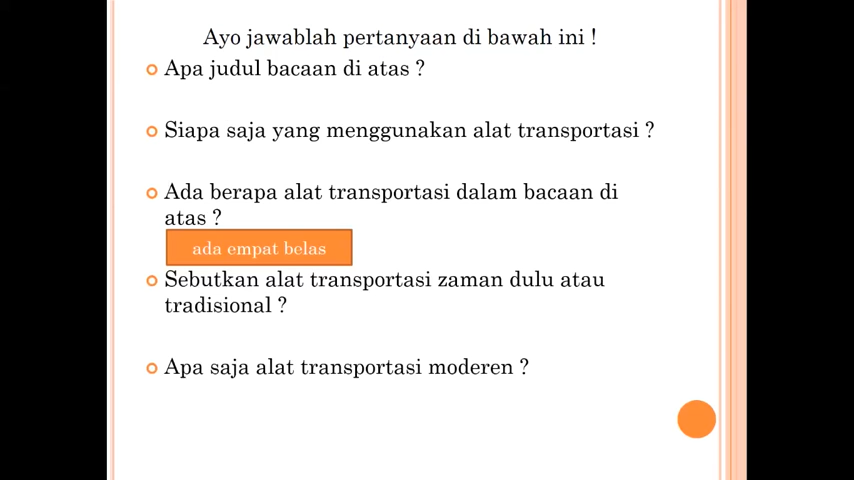 Ayo jawablah pertanyaan di bawah ini !
Apa judul bacaan di atas ?
Siapa saja yang menggunakan alat transportasi ?
Ada berapa alat transportasi dalam bacaan di
atas ?
ada empat belas
Sebutkan alat transportasi zaman dulu atau
tradisional ?
Apa saja alat transportasi moderen ?